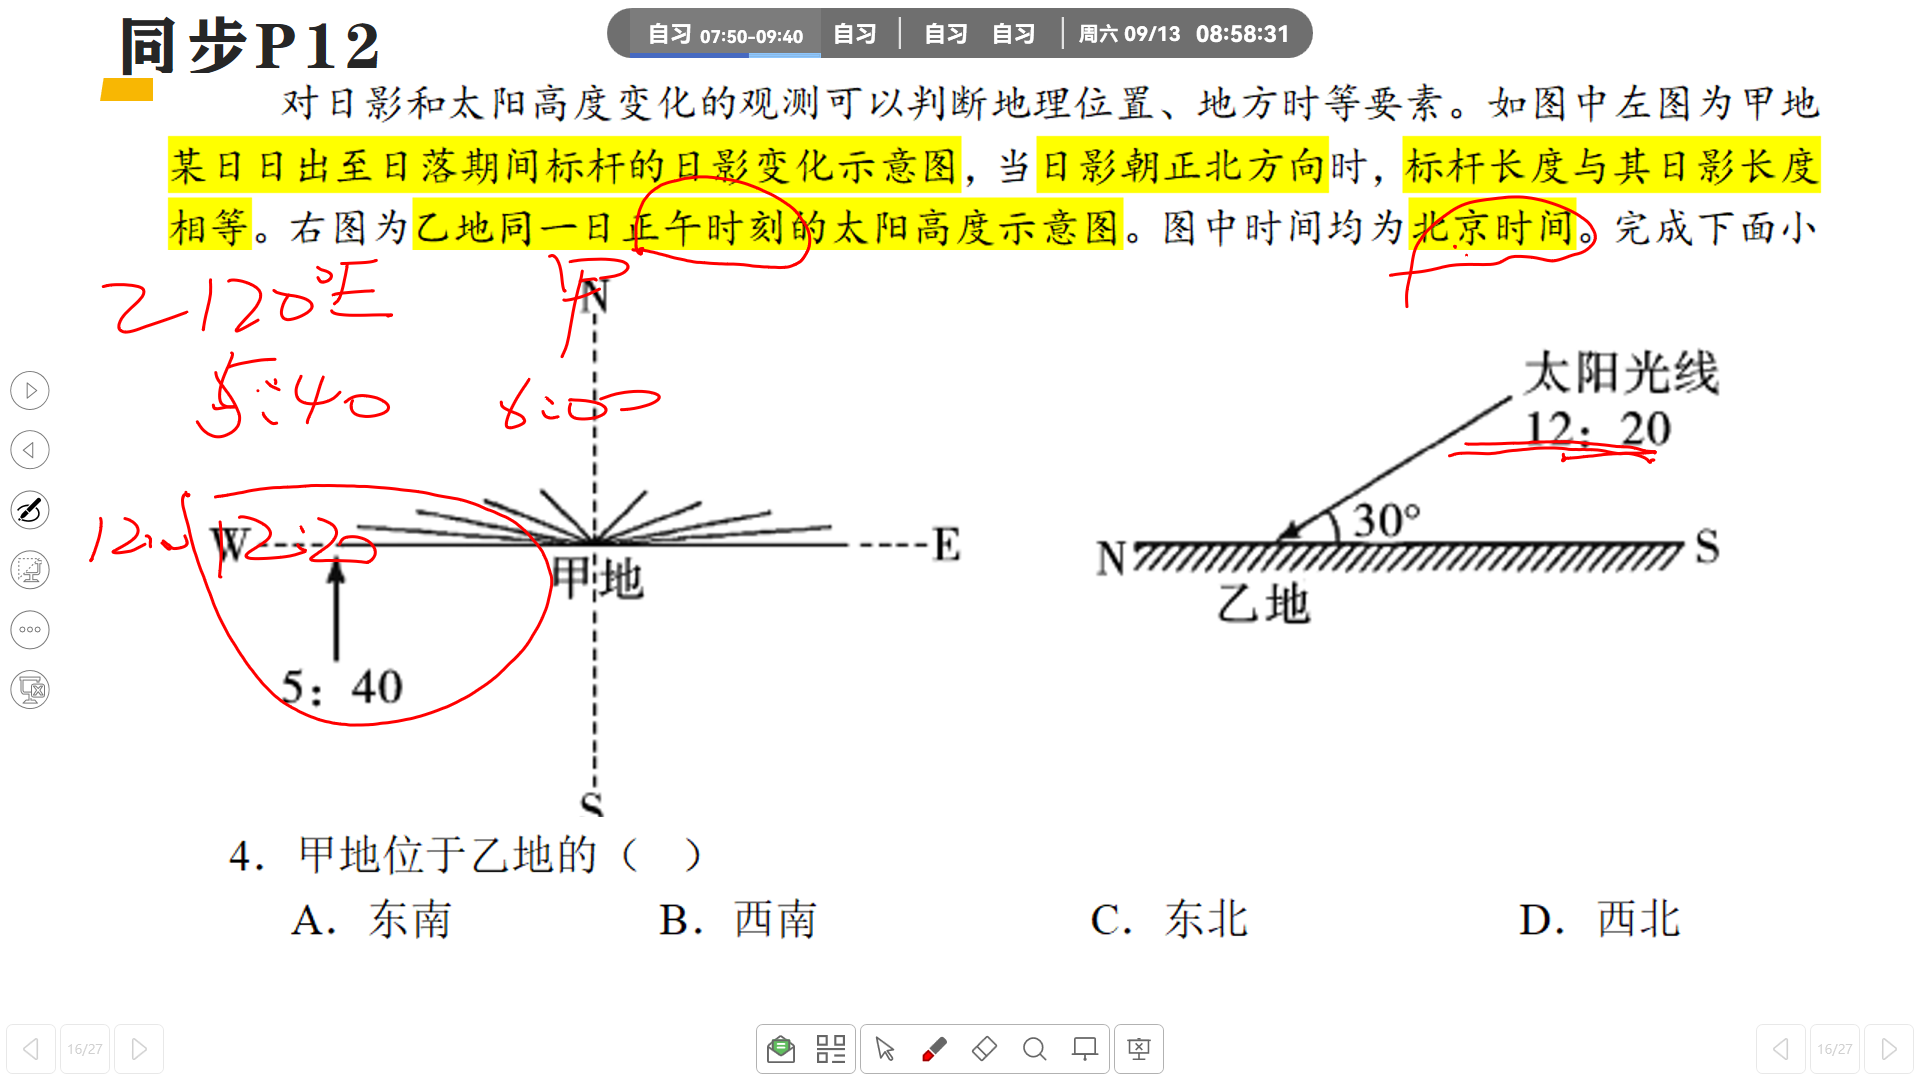 同步P12
自习 07:50-09:40 自习 自习 自习 周六 09/13 08:58:31
对日影和太阳高度变化的观测可以判断地理位置、地方时等要素。如图中左图为甲地
某日日出至日落期间标杆的日影变化示意图，当日影朝正北方向时，标杆长度与其日影长度
相等。右图为乙地同一日正午时刻的太阳高度示意图。图中时间均为北京时间。完成下面小
120°E
甲
N
5:40
6:00
太阳光线
12：20
30°
12:20
W
E
甲地
N
S
乙地
5：40
S
4．甲地位于乙地的（ ）
A．东南 B．西南 C．东北 D．西北
16/27
16/27